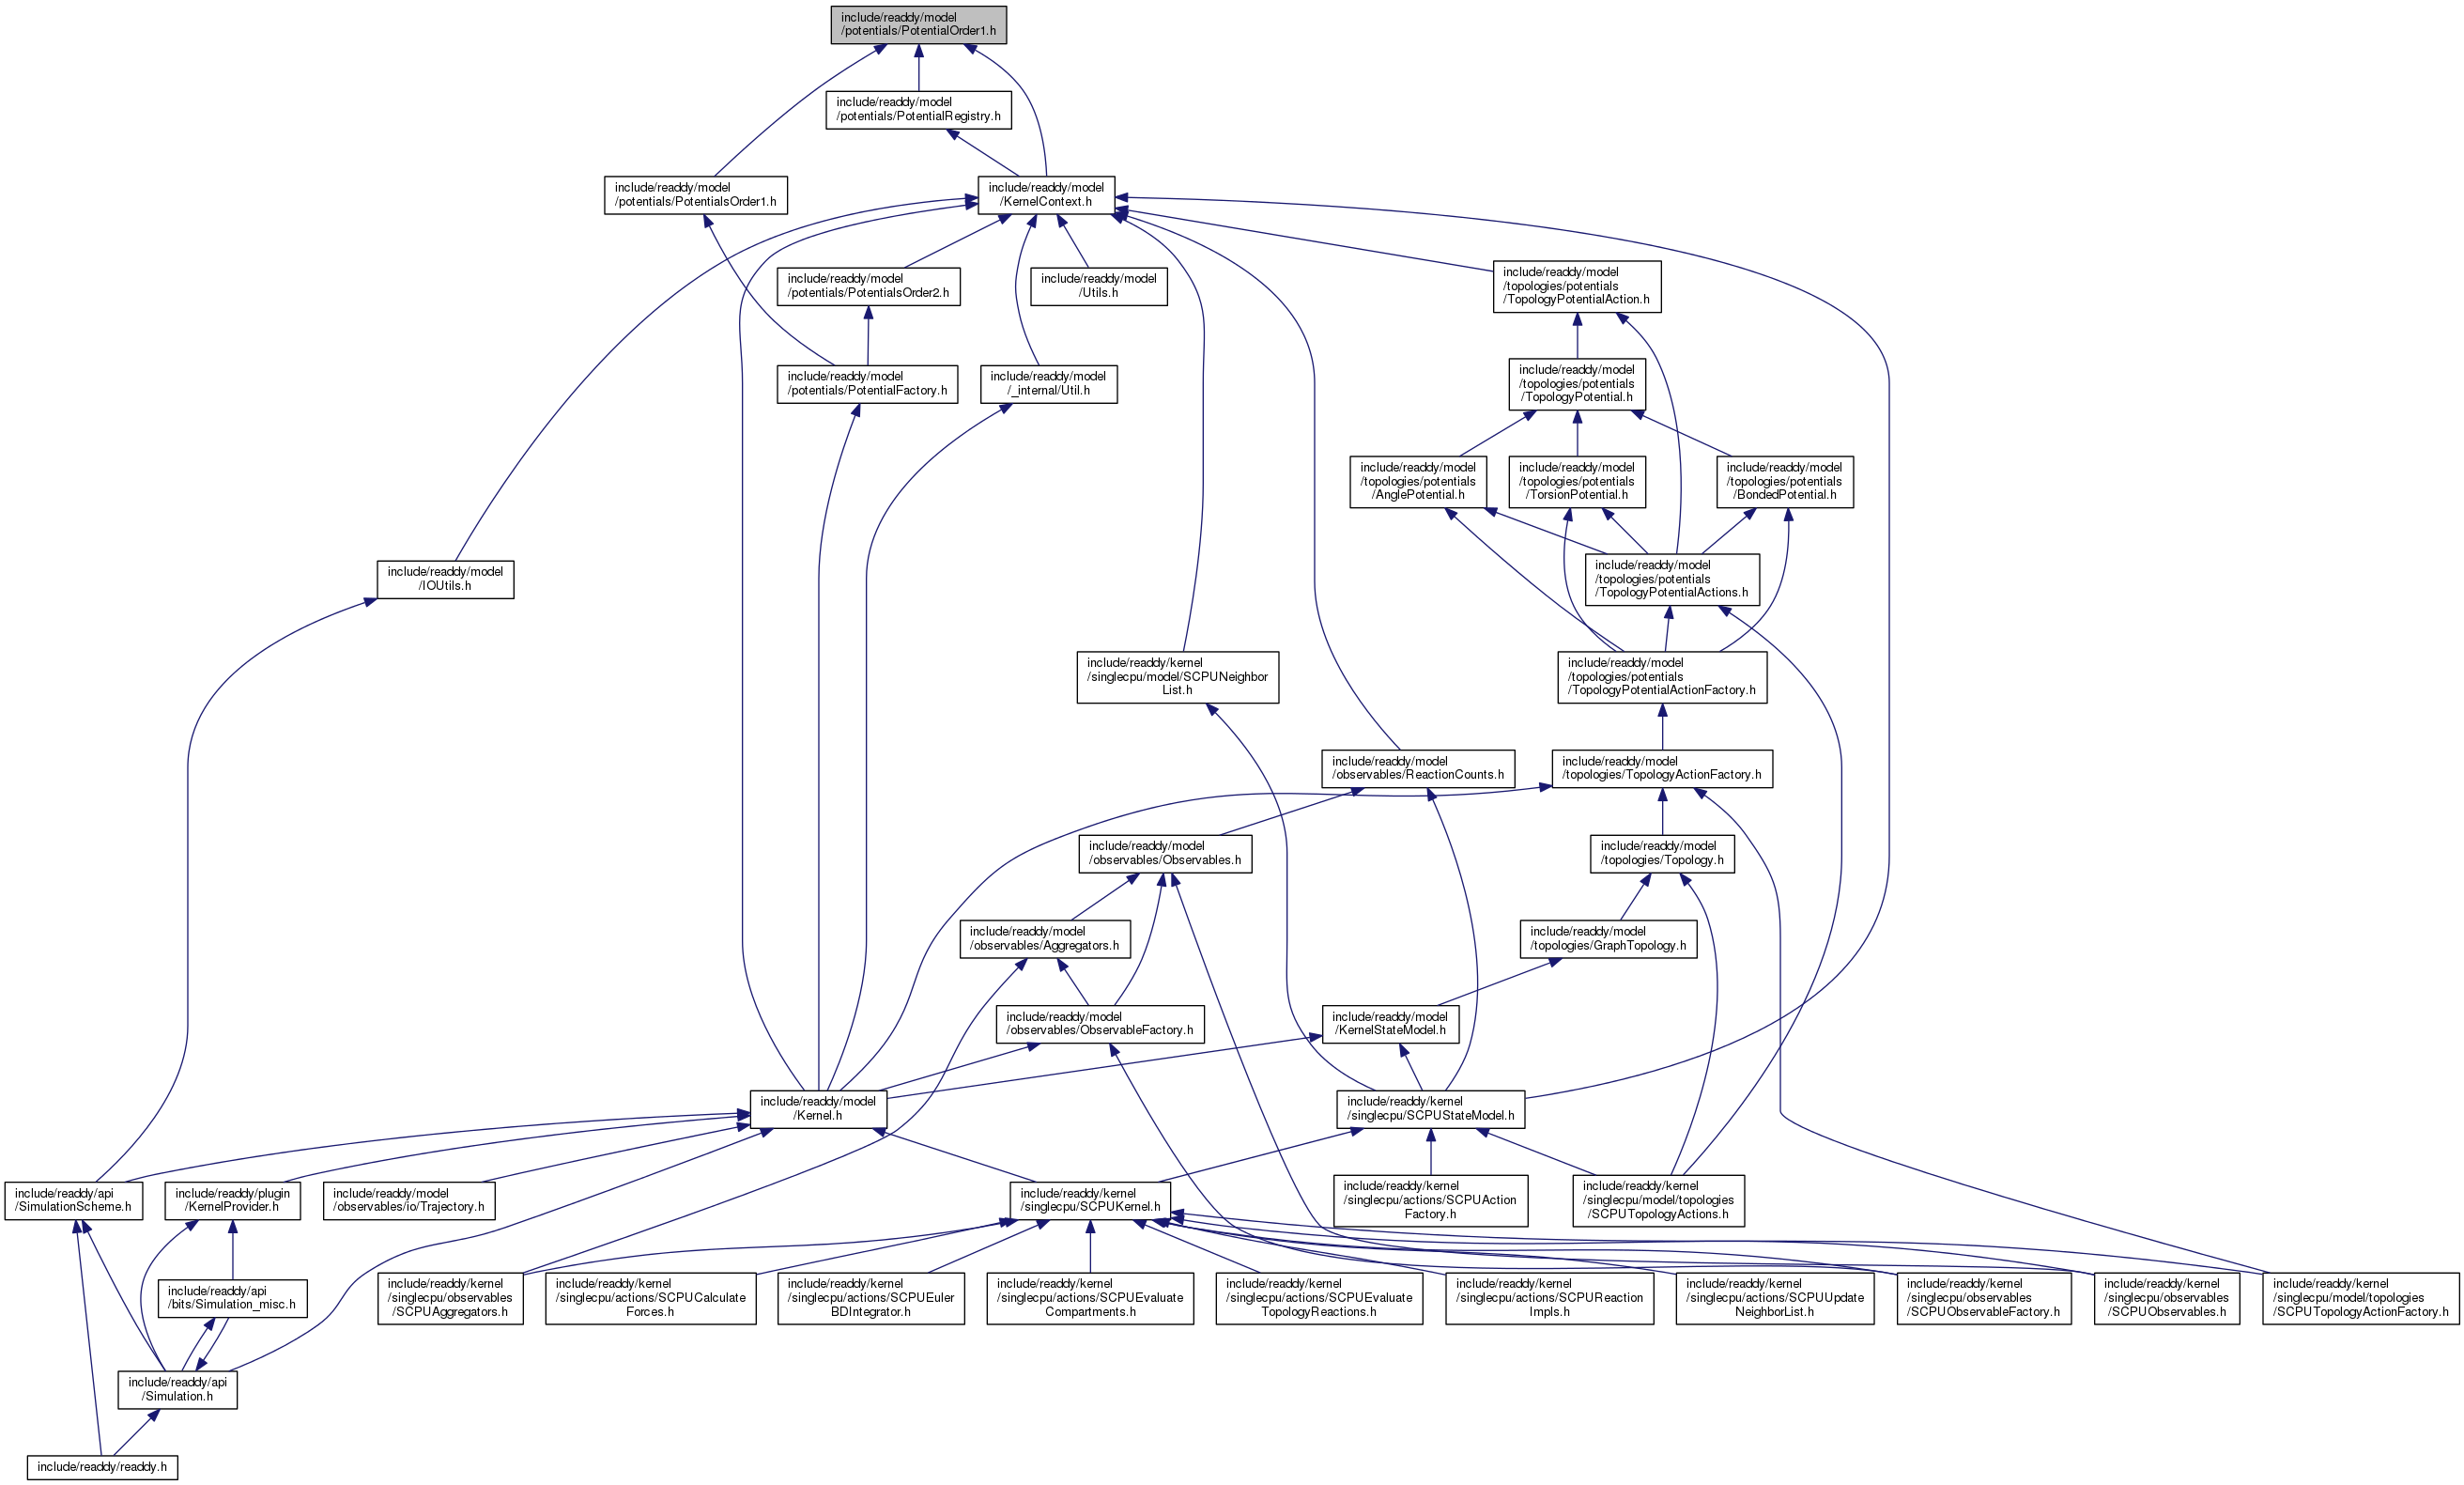 include/readdy/model
/potentials/PotentialOrder1.h
include/readdy/model
/potentials/PotentialRegistry.h
include/readdy/model
/potentials/PotentialsOrder1.h
include/readdy/model
/KernelContext.h
include/readdy/model
/potentials/PotentialsOrder2.h
include/readdy/model
/Utils.h
include/readdy/model
/topologies/potentials
/TopologyPotentialAction.h
include/readdy/model
/potentials/PotentialFactory.h
include/readdy/model
/_internal/Util.h
include/readdy/model
/topologies/potentials
/TopologyPotential.h
include/readdy/model
/topologies/potentials
/AnglePotential.h
include/readdy/model
/topologies/potentials
/TorsionPotential.h
include/readdy/model
/topologies/potentials
/BondedPotential.h
include/readdy/model
/IOUtils.h
include/readdy/model
/topologies/potentials
/TopologyPotentialActions.h
include/readdy/kernel
/singlecpu/model/SCPUNeighbor
List.h
include/readdy/model
/topologies/potentials
/TopologyPotentialActionFactory.h
include/readdy/model
/observables/ReactionCounts.h
include/readdy/model
/topologies/TopologyActionFactory.h
include/readdy/model
/observables/Observables.h
include/readdy/model
/topologies/Topology.h
include/readdy/model
/observables/Aggregators.h
include/readdy/model
/topologies/GraphTopology.h
include/readdy/model
/observables/ObservableFactory.h
include/readdy/model
/KernelStateModel.h
include/readdy/model
/Kernel.h
include/readdy/kernel
/singlecpu/SCPUStateModel.h
include/readdy/api
/SimulationScheme.h
include/readdy/plugin
/KernelProvider.h
include/readdy/model
/observables/io/Trajectory.h
include/readdy/kernel
/singlecpu/SCPUKernel.h
include/readdy/kernel
/singlecpu/actions/SCPUAction
Factory.h
include/readdy/kernel
/singlecpu/model/topologies
/SCPUTopologyActions.h
include/readdy/api
/bits/Simulation_misc.h
include/readdy/kernel
/singlecpu/observables
/SCPUAggregators.h
include/readdy/kernel
/singlecpu/actions/SCPUCalculate
Forces.h
include/readdy/kernel
/singlecpu/actions/SCPUEuler
BDIntegrator.h
include/readdy/kernel
/singlecpu/actions/SCPUEvaluate
Compartments.h
include/readdy/kernel
/singlecpu/actions/SCPUEvaluate
TopologyReactions.h
include/readdy/kernel
/singlecpu/actions/SCPUReaction
Impls.h
include/readdy/kernel
/singlecpu/actions/SCPUUpdate
NeighborList.h
include/readdy/kernel
/singlecpu/observables
/SCPUObservableFactory.h
include/readdy/kernel
/singlecpu/observables
/SCPUObservables.h
include/readdy/kernel
/singlecpu/model/topologies
/SCPUTopologyActionFactory.h
include/readdy/api
/Simulation.h
include/readdy/readdy.h